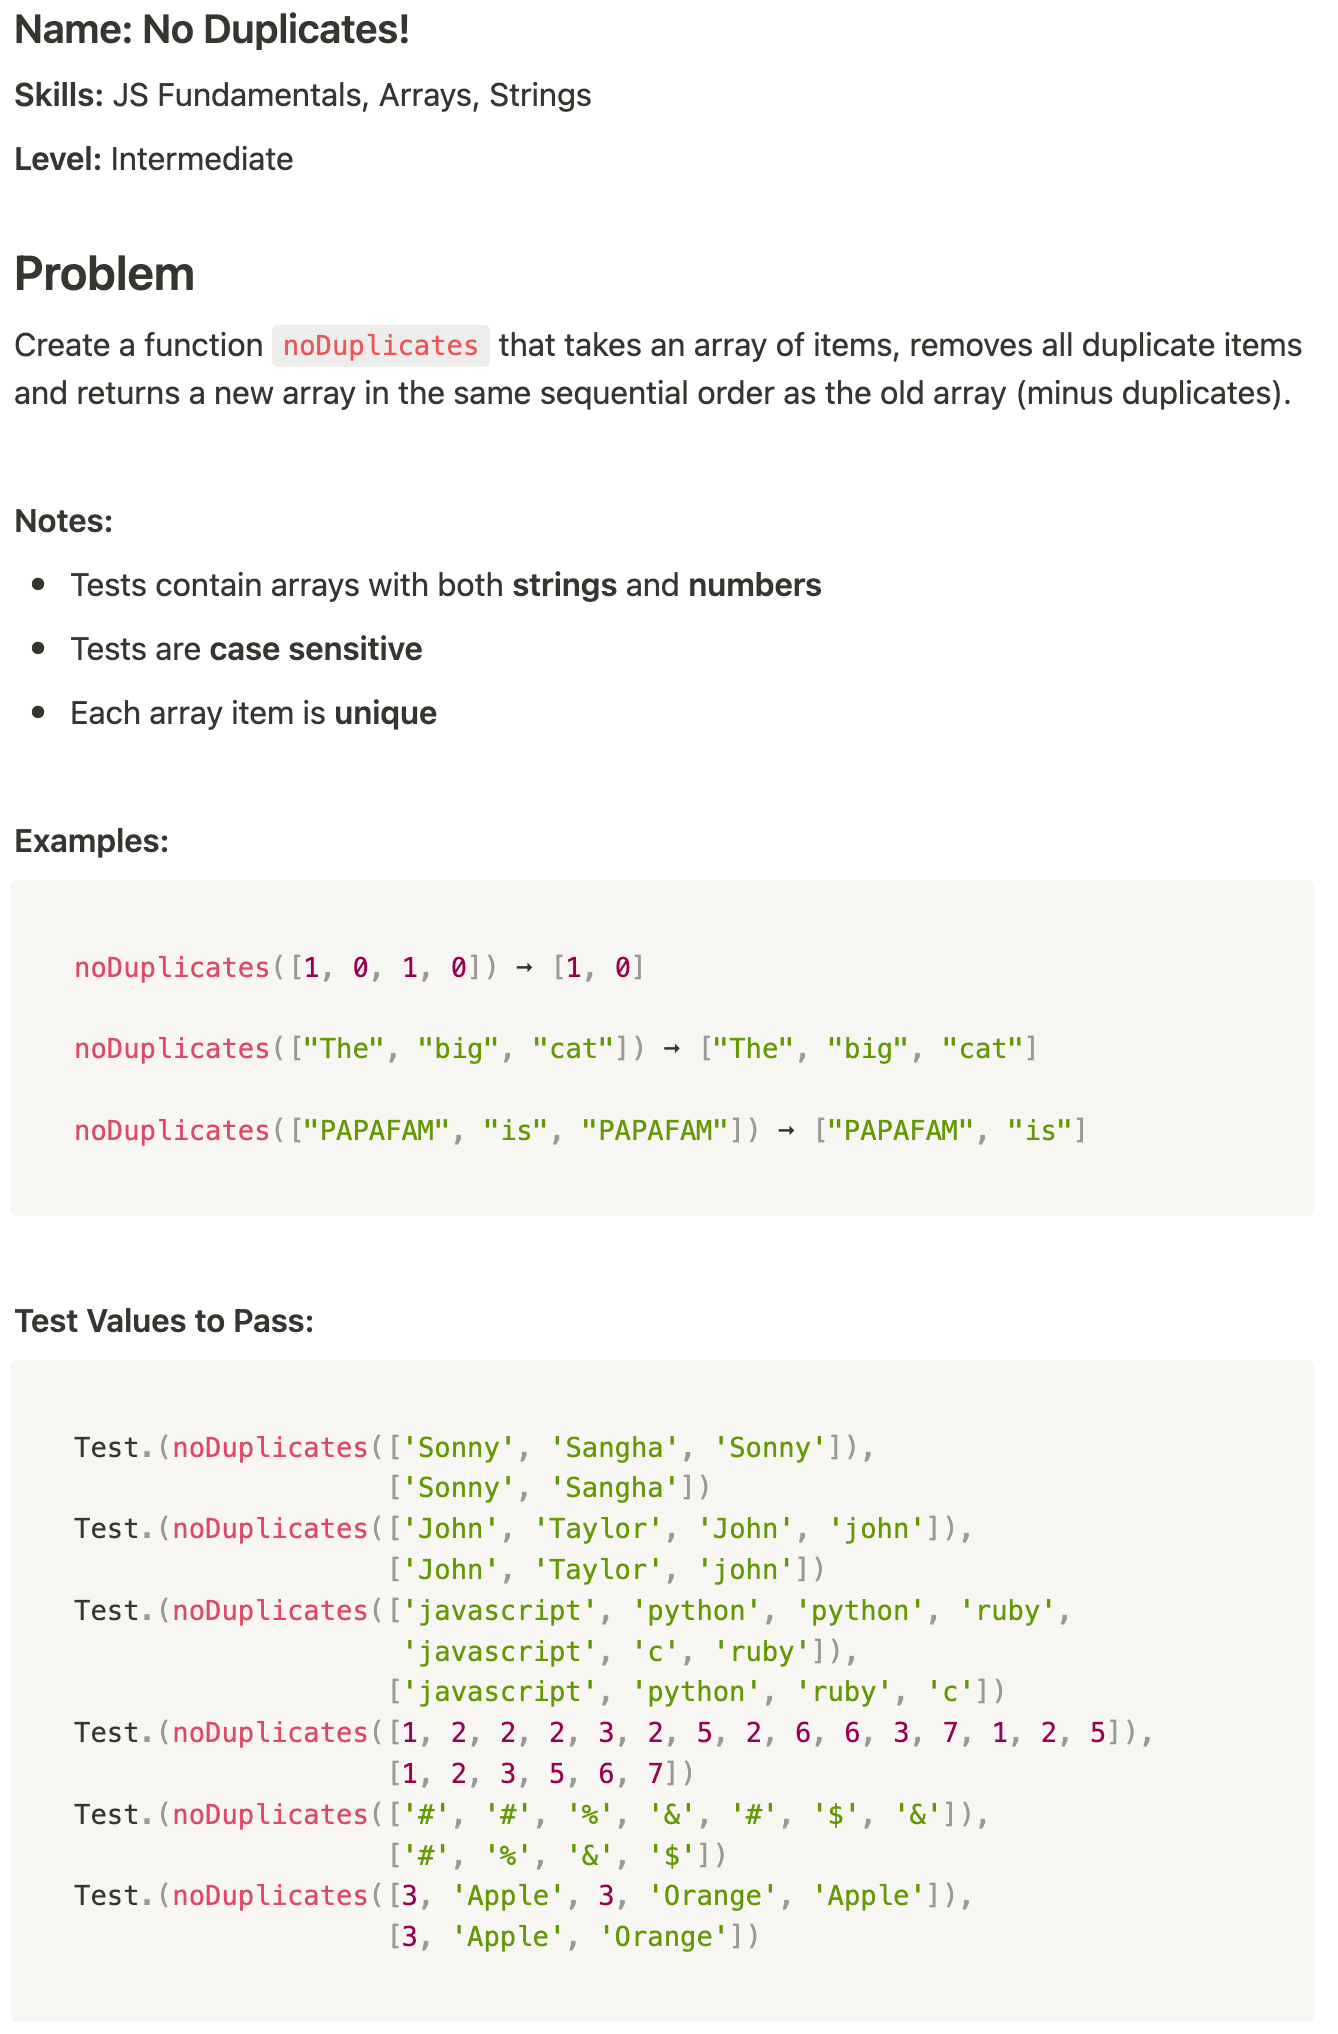 Name: No Duplicates!
Skills: JS Fundamentals, Arrays, Strings
Level: Intermediate
Problem
Create a function noDuplicates that takes an array of items, removes all duplicate items
and returns a new array in the same sequential order as the old array (minus duplicates).
Notes:
• Tests contain arrays with both strings and numbers
• Tests are case sensitive
• Each array item is unique
Examples:
noDuplicates([1, 0, 1, 0]) → [1, 0]
noDuplicates(["The", "big", "cat"]) → ["The", "big", "cat"]
noDuplicates(["PAPAFAM", "is", "PAPAFAM"]) → ["PAPAFAM", "is"]
Test Values to Pass:
Test.(noDuplicates(['Sonny', 'Sangha', 'Sonny']),
['Sonny', 'Sangha'])
Test.(noDuplicates(['John', 'Taylor', 'John', 'john']),
['John', 'Taylor', 'john'])
Test.(noDuplicates(['javascript', 'python', 'python', 'ruby',
'javascript', 'c', 'ruby']),
['javascript', 'python', 'ruby', 'c'])
Test.(noDuplicates([1, 2, 2, 2, 3, 2, 5, 2, 6, 6, 3, 7, 1, 2, 5]),
[1, 2, 3, 5, 6, 7])
Test.(noDuplicates(['#', '#', '%', '&', '#', '$', '&']),
['#', '%', '&', '$'])
Test.(noDuplicates([3, 'Apple', 3, 'Orange', 'Apple']),
[3, 'Apple', 'Orange'])